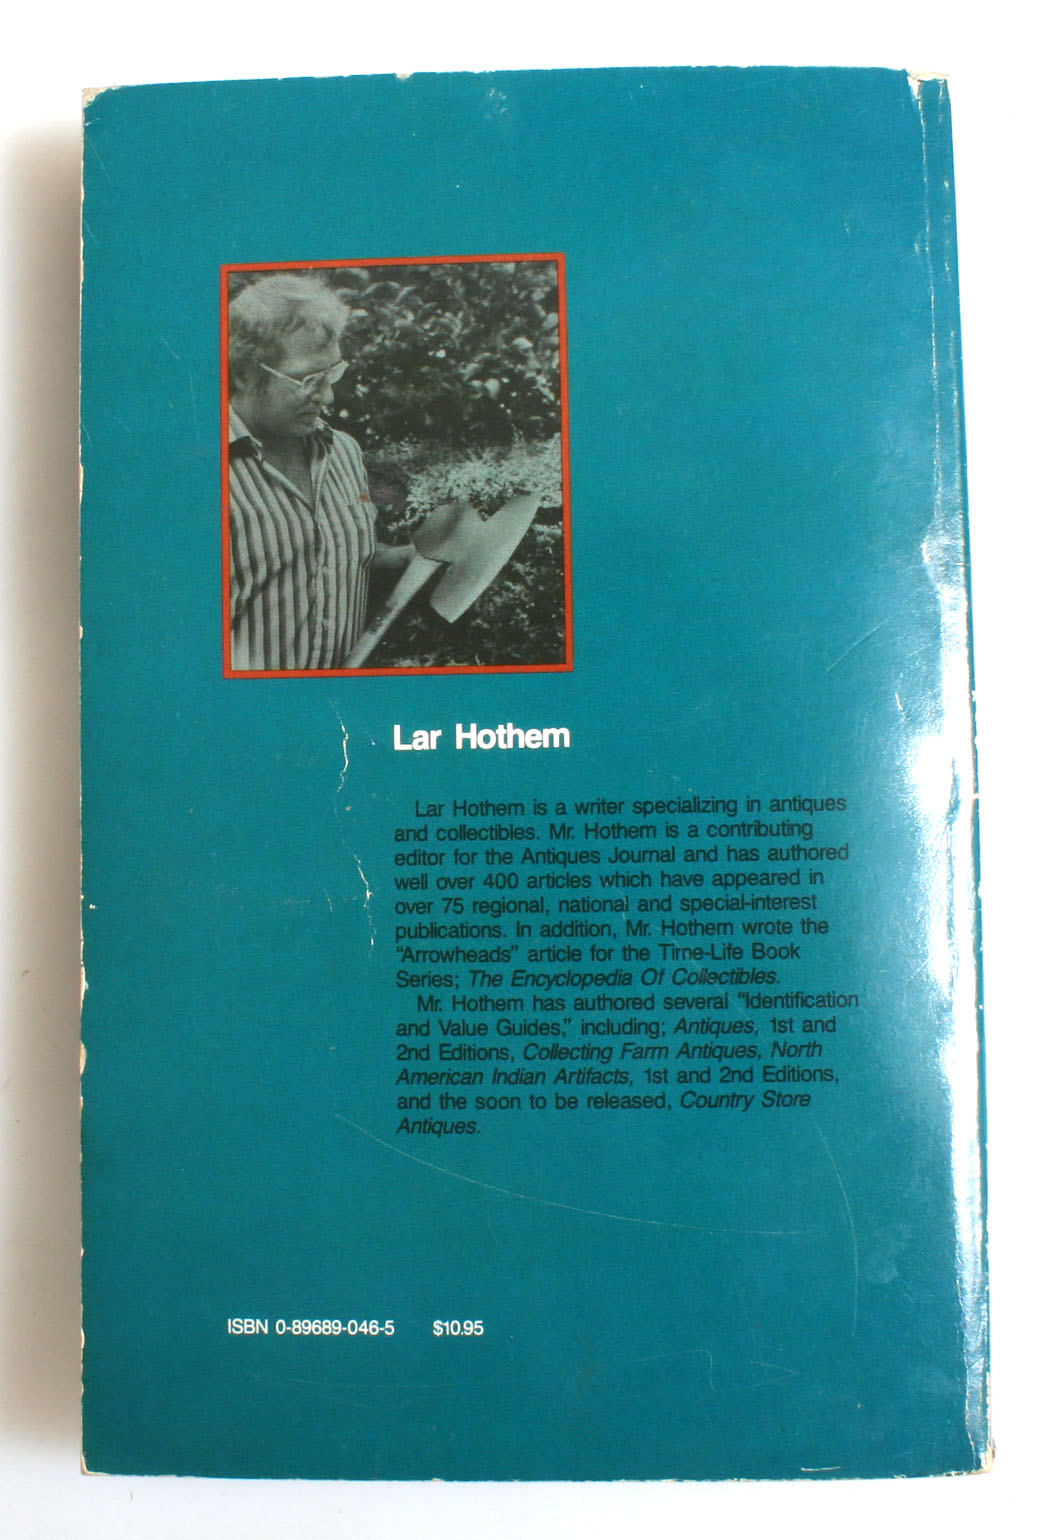 Lar Hothem
Lar Hothem is a writer specializing in antiques
and collectibles. Mr. Hothem is a contributing
editor for the Antiques Journal and has authored
well over 400 articles which have appeared in
over 75 regional, national and special-interest
publications. In addition, Mr. Hothem wrote the
“Arrowheads” article for the Time-Life Book
Series; The Encyclopedia Of Collectibles.
Mr. Hothem has authored several “Identification
and Value Guides,” including; Antiques, 1st and
2nd Editions, Collecting Farm Antiques, North
American Indian Artifacts, 1st and 2nd Editions,
and the soon to be released, Country Store
Antiques.
ISBN 0-89689-046-5 $10.95